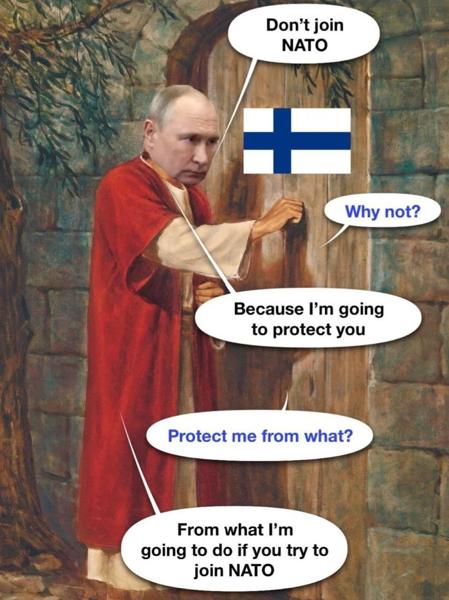 Don't join
NATO
Why not?
Because I'm going
to protect you
Protect me from what?
From what I'm
going to do if you try to
join NATO